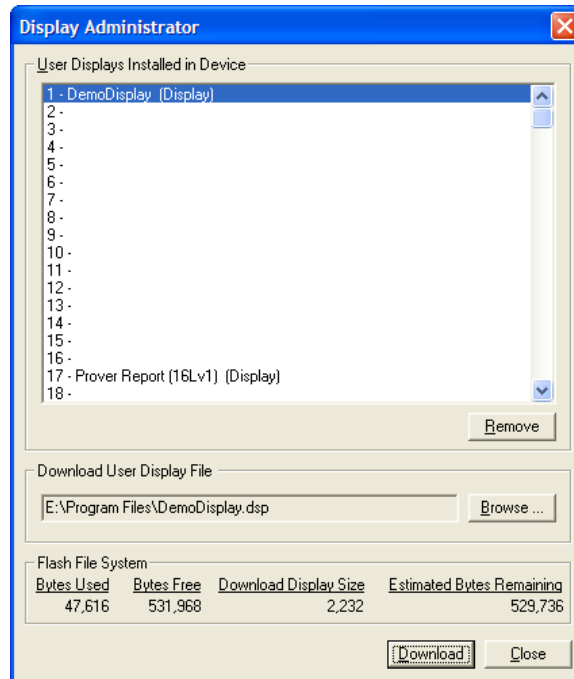 Display Administrator
User Displays Installed in Device
1 - DemoDisplay (Display)
2 -
3 -
4 -
5 -
6 -
7 -
8 -
9 -
10 -
11 -
12 -
13 -
14 -
15 -
16 -
17 - Prover Report (16Lv1) (Display)
18 -
Remove
Download User Display File
E:\Program Files\DemoDisplay.dsp
Browse ...
Flash File System
Bytes Used Bytes Free Download Display Size Estimated Bytes Remaining
47,616 531,968 2,232 529,736
Download Close